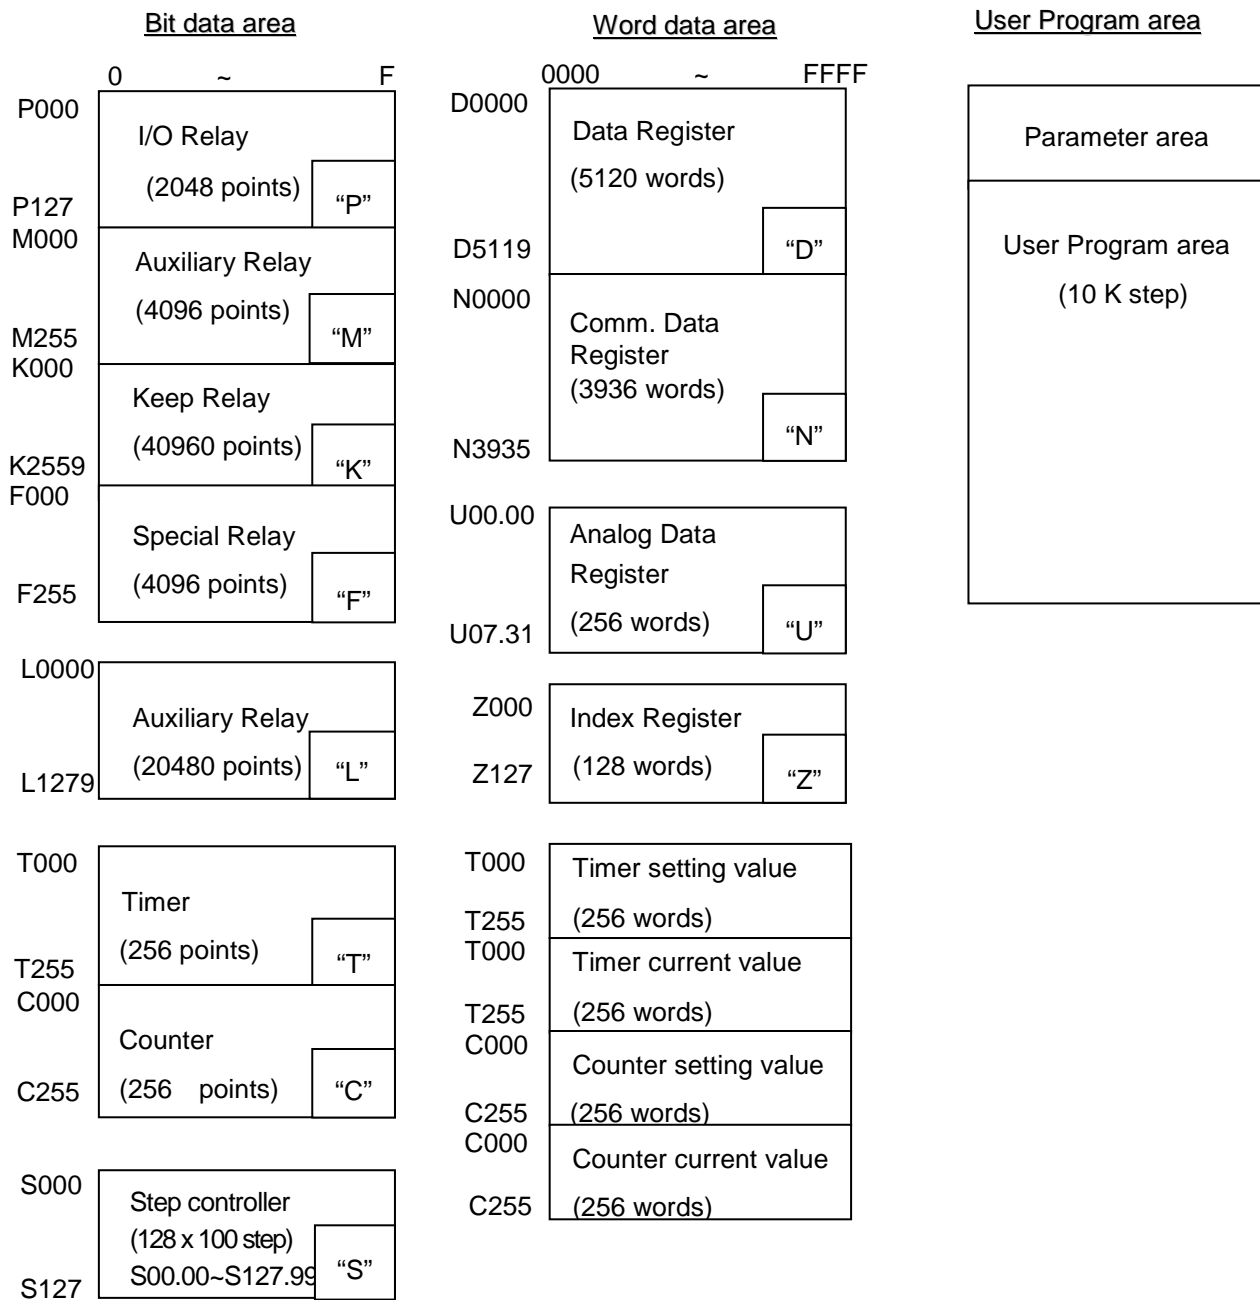 Bit data area
0 ~ F
P000
I/O Relay
(2048 points)
“P”
P127
M000
Auxiliary Relay
(4096 points)
“M”
M255
K000
Keep Relay
(40960 points)
“K”
K2559
F000
Special Relay
(4096 points)
“F”
F255
L0000
Auxiliary Relay
(20480 points)
“L”
L1279
T000
Timer
(256 points)
“T”
T255
C000
Counter
(256 points)
“C”
C255
S000
Step controller
(128 x 100 step)
S00.00~S127.99
“S”
S127
Word data area
0000 ~ FFFF
D0000
Data Register
(5120 words)
“D”
D5119
N0000
Comm. Data
Register
(3936 words)
“N”
N3935
U00.00
Analog Data
Register
(256 words)
“U”
U07.31
Z000
Index Register
(128 words)
“Z”
Z127
T000
Timer setting value
(256 words)
T255
T000
Timer current value
(256 words)
T255
C000
Counter setting value
(256 words)
C255
C000
Counter current value
(256 words)
C255
User Program area
Parameter area
User Program area
(10 K step)